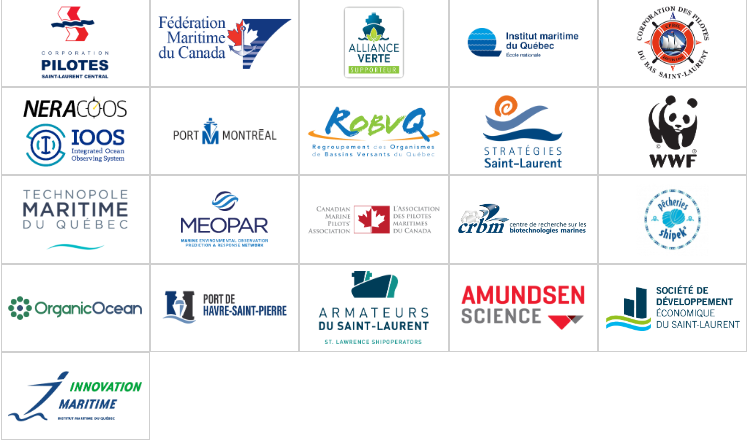 CORPORATION
PILOTES
SAINT-LAURENT CENTRAL
Fédération
Maritime
du Canada
ALLIANCE
VERTE
SUPPORTEUR
Institut maritime
du Québec
École nationale
CORPORATION DES PILOTES
DU BAS SAINT-LAURENT
NERACOOS
IOOS
Integrated Ocean
Observing System
PORT MONTRÉAL
ROBVQ
Regroupement des Organismes
de Bassins Versants du Québec
STRATÉGIES
Saint-Laurent
WWF
TECHNOPOLE
MARITIME
DU QUÉBEC
MEOPAR
MARINE ENVIRONMENTAL OBSERVATION
PREDICTION & RESPONSE NETWORK
CANADIAN
MARINE
PILOTS'
ASSOCIATION
L'ASSOCIATION
DES PILOTES
MARITIMES
DU CANADA
crbm
centre de recherche sur les
biotechnologies marines
pêcheries
shipek
OrganicOcean
PORT DE
HAVRE-SAINT-PIERRE
ARMATEURS
DU SAINT-LAURENT
ST. LAWRENCE SHIPOPERATORS
AMUNDSEN
SCIENCE
SOCIÉTÉ DE
DÉVELOPPEMENT
ÉCONOMIQUE
DU SAINT-LAURENT
INNOVATION
MARITIME
INSTITUT MARITIME DU QUÉBEC